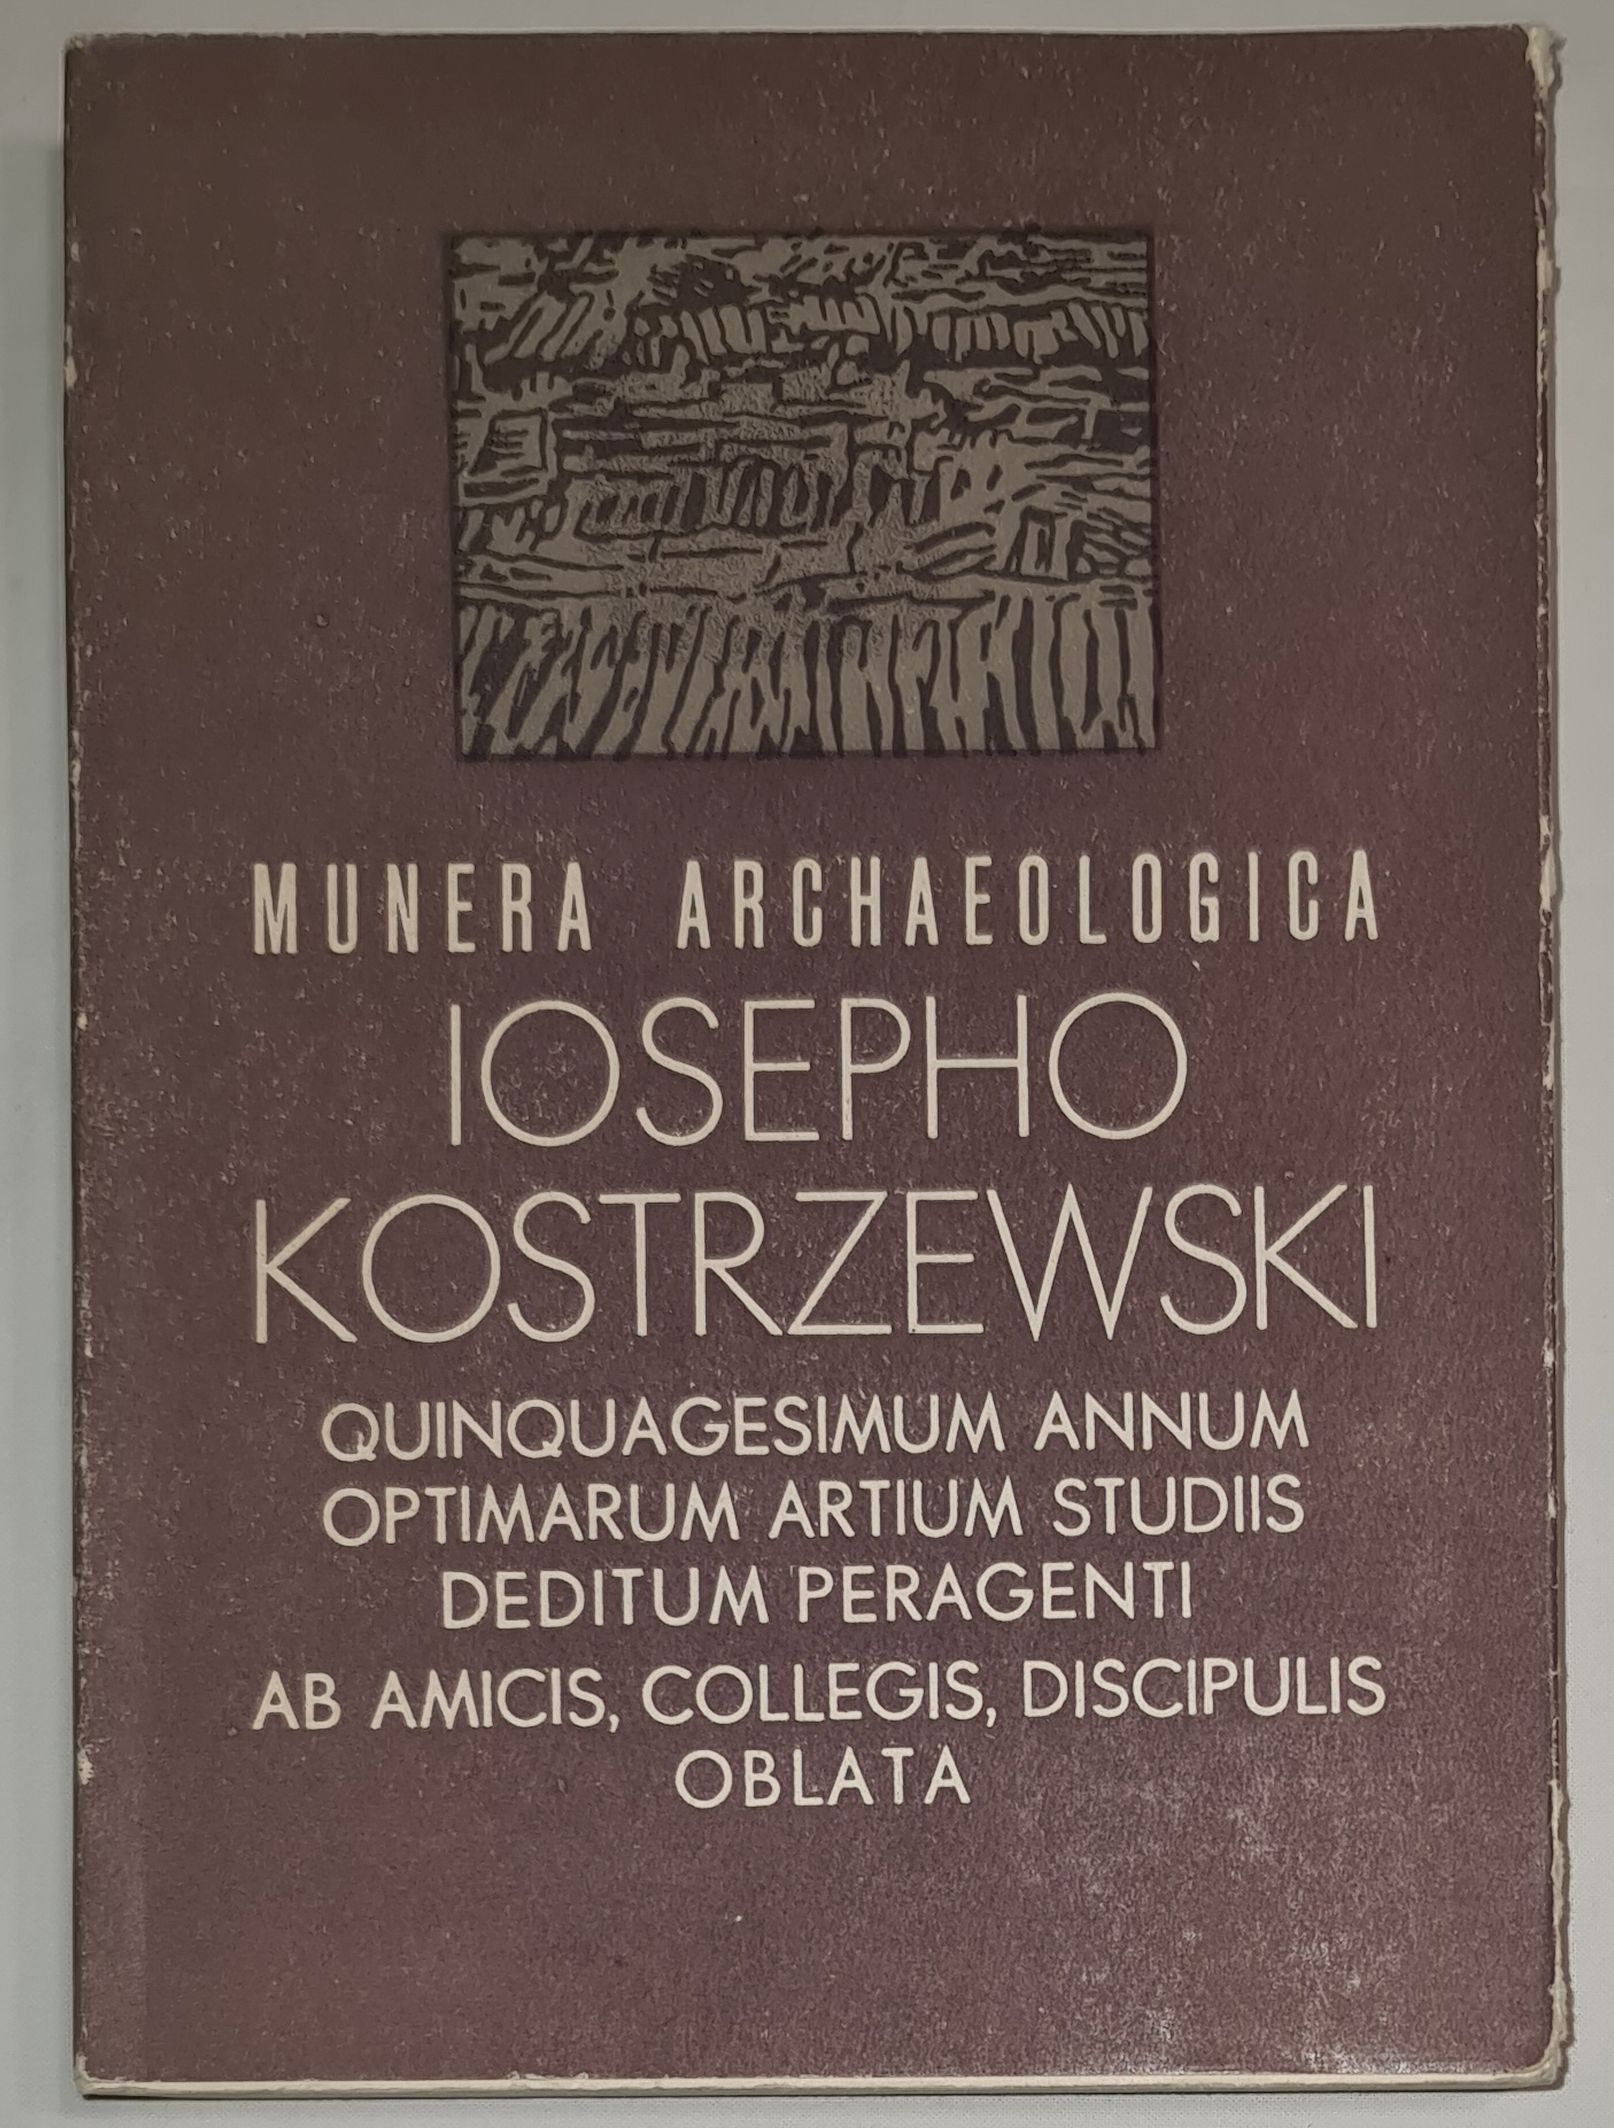 MUNERA ARCHAEOLOGICA
IOSEPHO
KOSTRZEWSKI
QUINQUAGESIMUM ANNUM
OPTIMARUM ARTIUM STUDIIS
DEDITUM PERAGENTI
AB AMICIS, COLLEGIS, DISCIPULIS
OBLATA